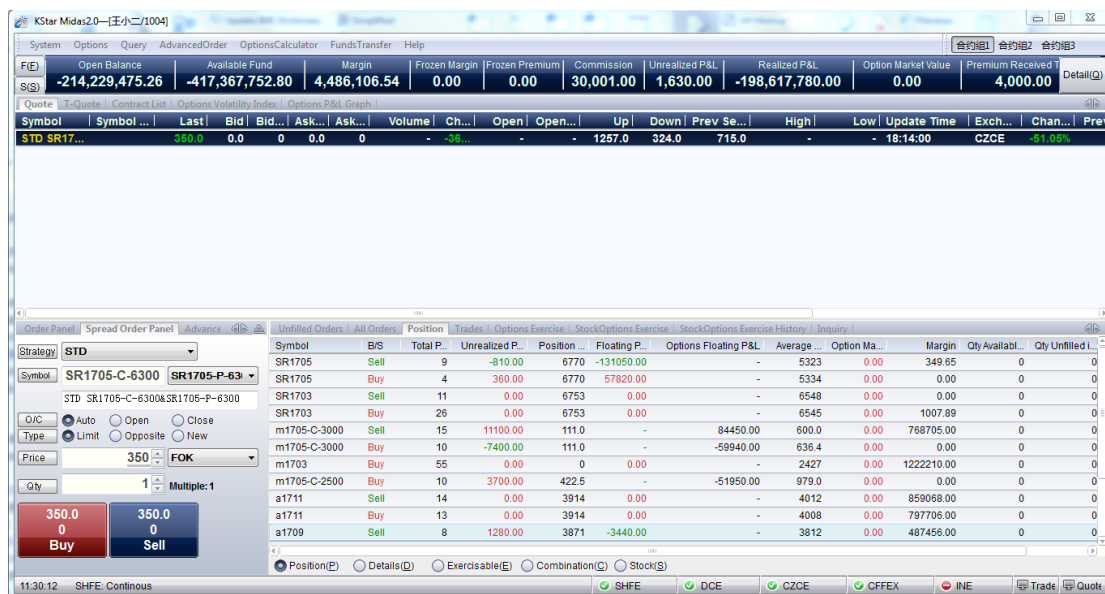 KStar Midas2.0—[王小二/1004]
System Options Query AdvancedOrder OptionsCalculator FundsTransfer Help 合约组1 合约组2 合约组3
F(F) Open Balance Available Fund Margin Frozen Margin Frozen Premium Commission Unrealized P&L Realized P&L Option Market Value Premium Received T Detail(Q)
S(S) -214,229,475.26 -417,367,752.80 4,486,106.54 0.00 0.00 30,001.00 1,630.00 -198,617,780.00 0.00 4,000.00
Quote T-Quote Contract List Options Volatility Index Options P&L Graph
Symbol Symbol ... Last Bid Bid... Ask... Ask... Volume Ch... Open Open... Up Down Prev Se... High Low Update Time Exch... Chan... Prev
STD SR17... 350.0 0.0 0 0.0 0 - -36... - - 1257.0 324.0 715.0 - - 18:14:00 CZCE -51.05%
Order Panel Spread Order Panel Advance
Strategy STD
Symbol SR1705-C-6300 SR1705-P-63
STD SR1705-C-6300&SR1705-P-6300
O/C Auto Open Close
Type Limit Opposite New
Price 350 FOK
Qty 1 Multiple:1
350.0 350.0
0 0
Buy Sell
Unfilled Orders All Orders Position Trades Options Exercise StockOptions Exercise StockOptions Exercise History Inquiry
Symbol B/S Total P... Unrealized P... Position ... Floating P... Options Floating P&L Average ... Option Ma... Margin Qty Availabl... Qty Unfilled i...
SR1705 Sell 9 -810.00 6770 -131050.00 - 5323 0.00 349.65 0 0
SR1705 Buy 4 360.00 6770 57820.00 - 5334 0.00 0.00 0 0
SR1703 Sell 11 0.00 6753 0.00 - 6548 0.00 0.00 0 0
SR1703 Buy 26 0.00 6753 0.00 - 6545 0.00 1007.89 0 0
m1705-C-3000 Sell 15 11100.00 111.0 - 84450.00 600.0 0.00 768705.00 0 0
m1705-C-3000 Buy 10 -7400.00 111.0 - -59940.00 636.4 0.00 0.00 0 0
m1703 Buy 55 0.00 0 0.00 - 2427 0.00 1222210.00 0 0
m1705-C-2500 Buy 10 3700.00 422.5 - -51950.00 979.0 0.00 0.00 0 0
a1711 Sell 14 0.00 3914 0.00 - 4012 0.00 859068.00 0 0
a1711 Buy 13 0.00 3914 0.00 - 4008 0.00 797706.00 0 0
a1709 Sell 8 1280.00 3871 -3440.00 - 3812 0.00 487456.00 0 0
Position(P) Details(D) Exercisable(E) Combination(C) Stock(S)
11:30:12 SHFE: Continous SHFE DCE CZCE CFFEX INE Trade Quote